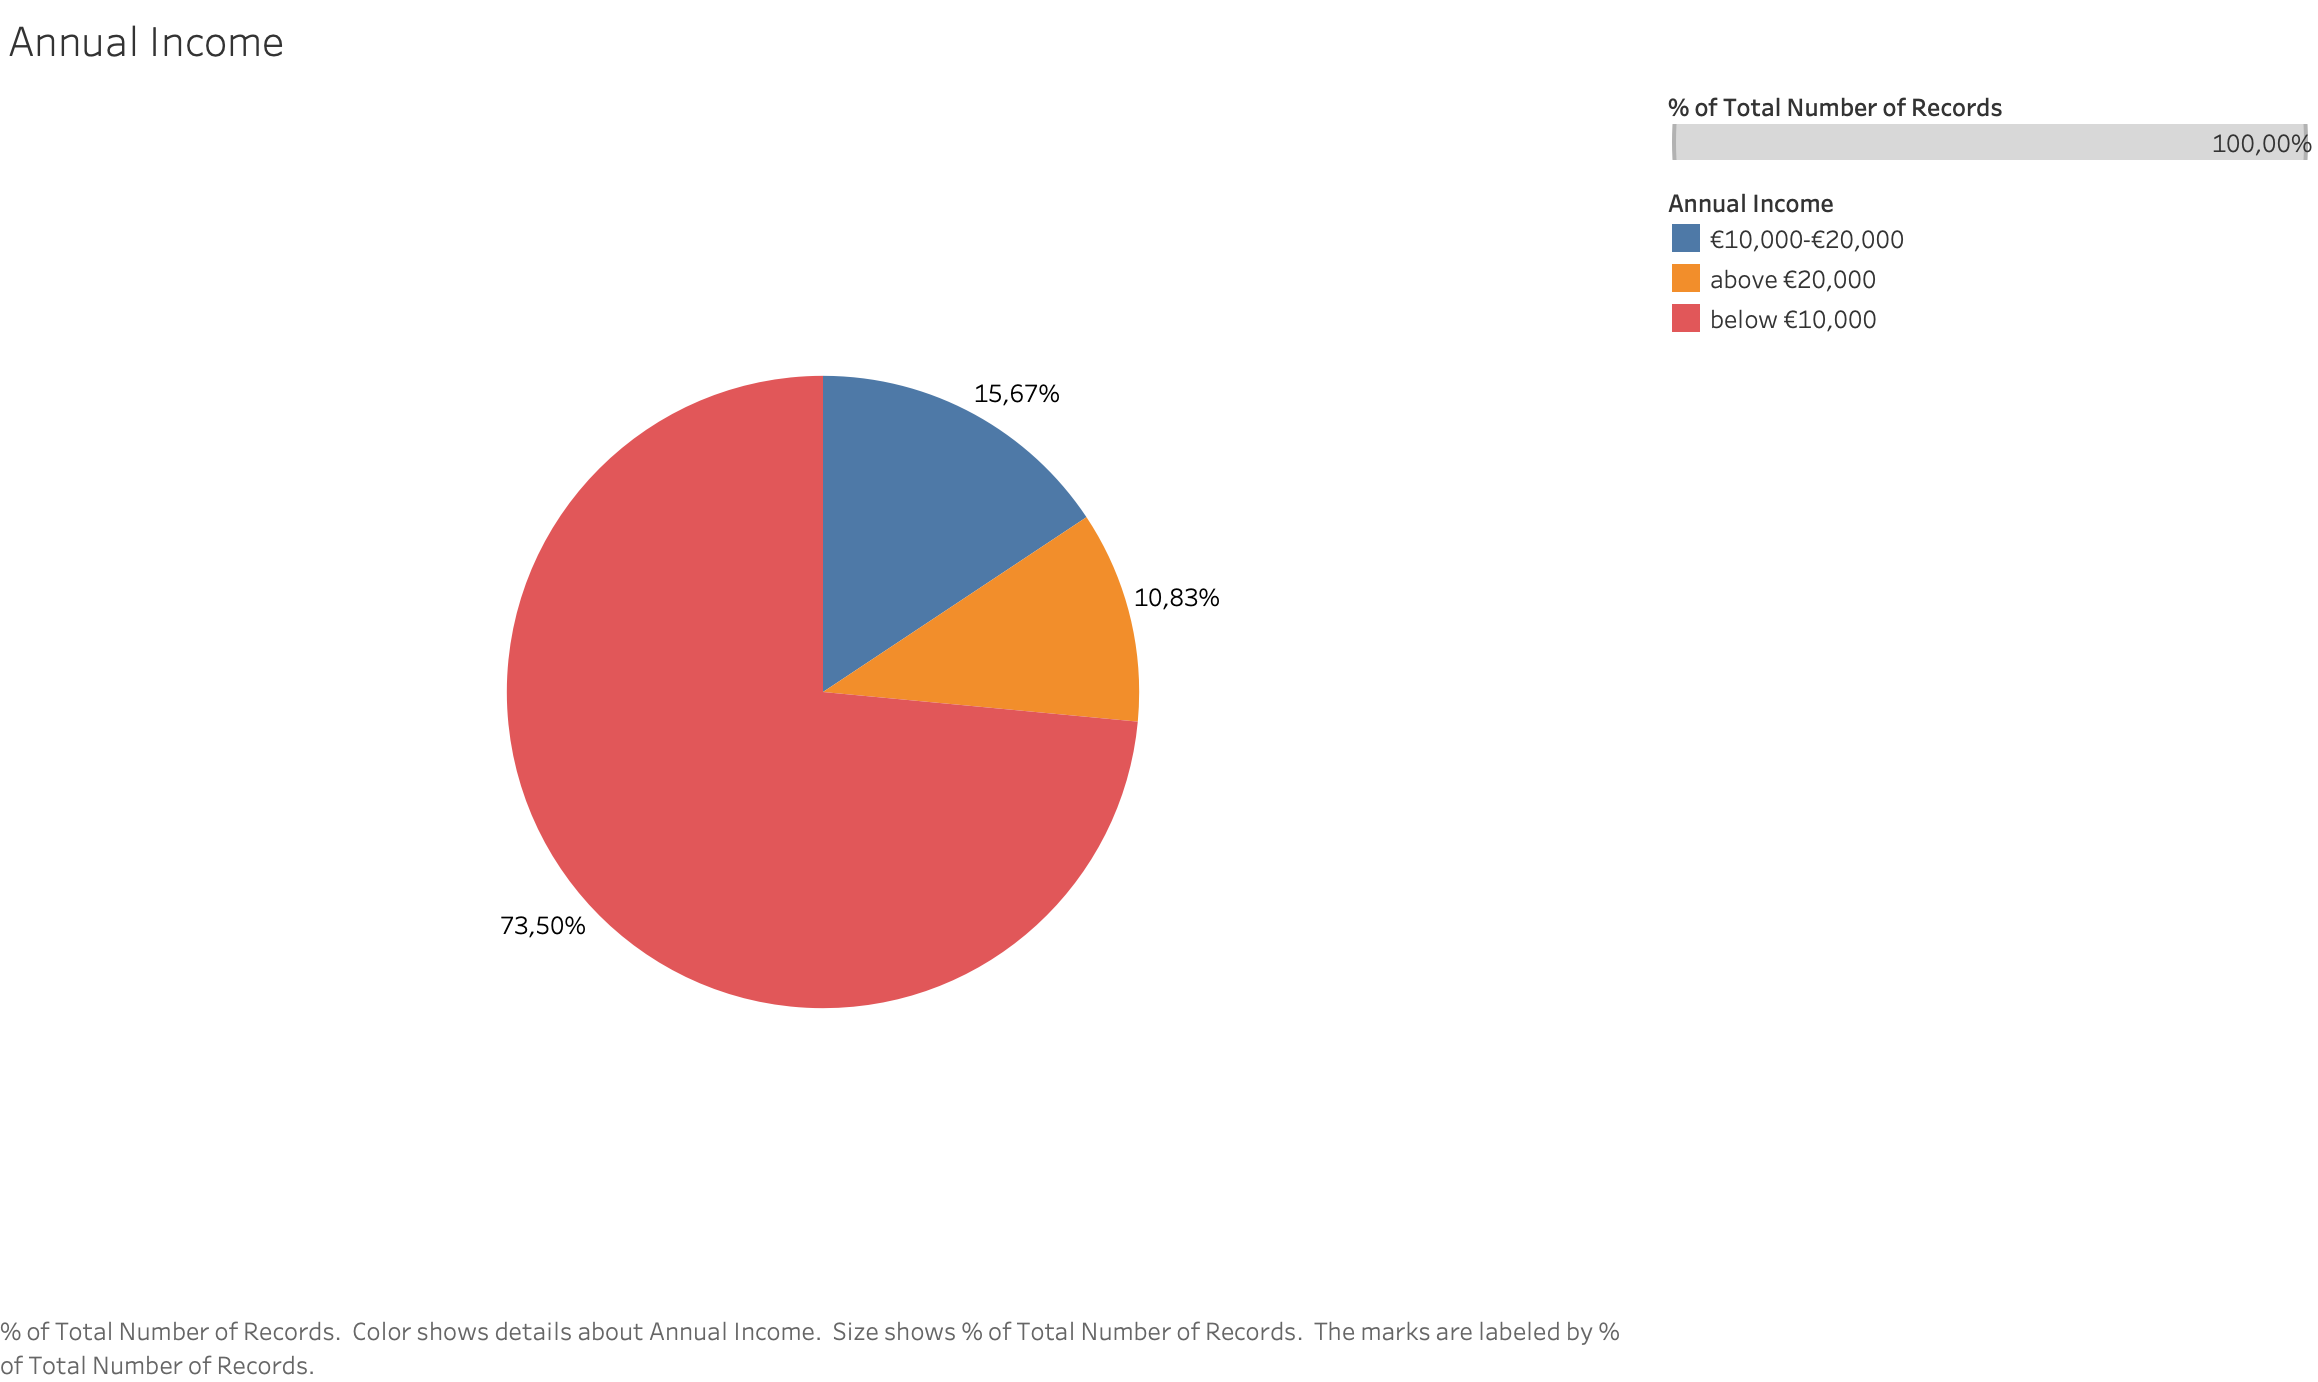 Annual Income
% of Total Number of Records
100,00%
Annual Income
€10,000-€20,000
above €20,000
below €10,000
15,67%
10,83%
73,50%
% of Total Number of Records.  Color shows details about Annual Income.  Size shows % of Total Number of Records.  The marks are labeled by %
of Total Number of Records.